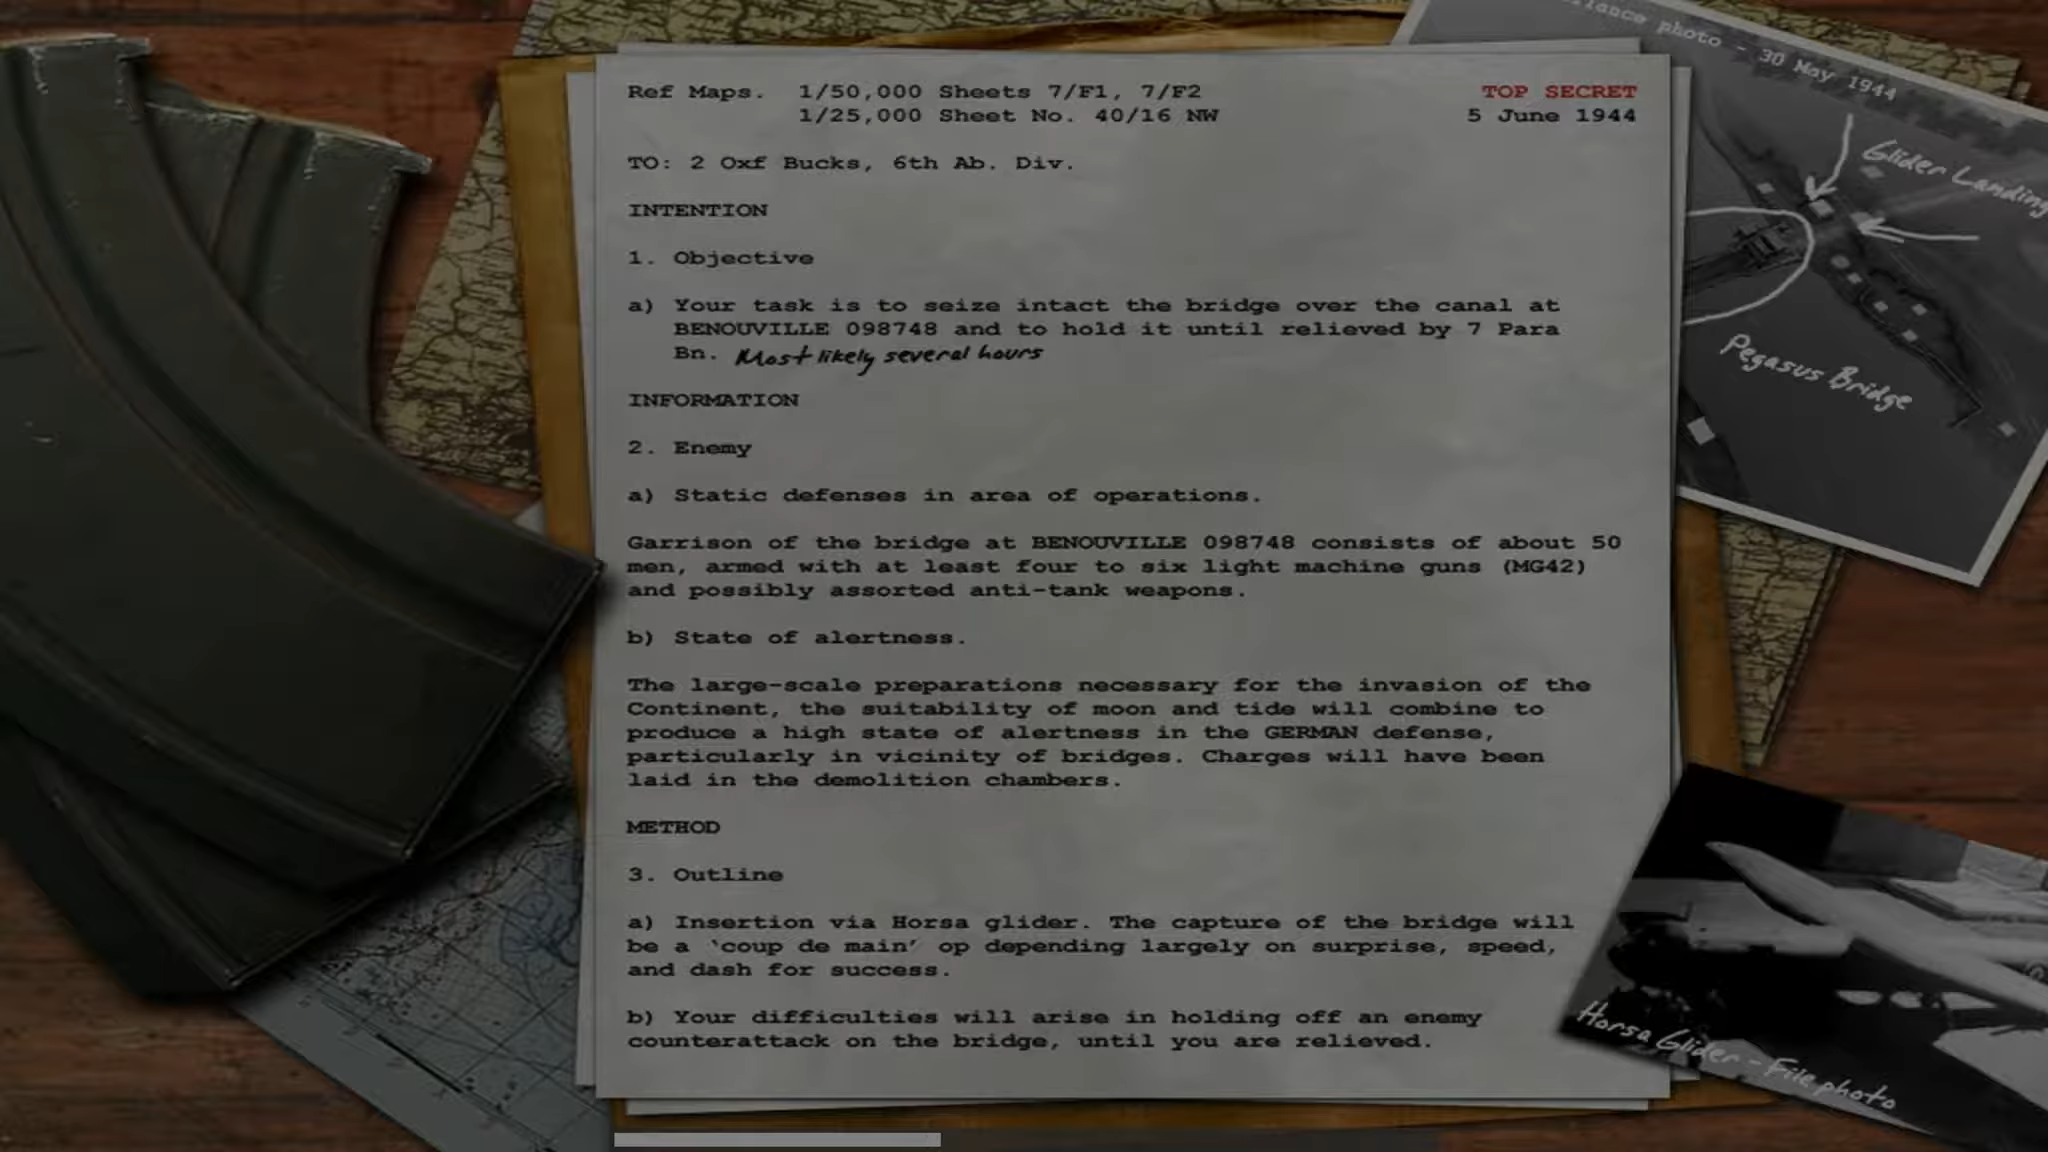 Ref Maps. 1/50,000 Sheets 7/F1, 7/F2
TOP SECRET
1/25,000 Sheet No. 40/16 NW
5 June 1944
TO: 2 Oxf Bucks, 6th Ab. Div.
INTENTION
1. Objective
a) Your task is to seize intact the bridge over the canal at
BENOUVILLE 098748 and to hold it until relieved by 7 Para
Bn. Most likely several hours
INFORMATION
2. Enemy
a) Static defenses in area of operations.
Garrison of the bridge at BENOUVILLE 098748 consists of about 50
men, armed with at least four to six light machine guns (MG42)
and possibly assorted anti-tank weapons.
b) State of alertness.
The large-scale preparations necessary for the invasion of the
Continent, the suitability of moon and tide will combine to
produce a high state of alertness in the GERMAN defense,
particularly in vicinity of bridges. Charges will have been
laid in the demolition chambers.
METHOD
3. Outline
a) Insertion via Horsa glider. The capture of the bridge will
be a 'coup de main' op depending largely on surprise, speed,
and dash for success.
b) Your difficulties will arise in holding off an enemy
counterattack on the bridge, until you are relieved.
photo - 30 May 1944
Glider Landing
Pegasus Bridge
Horsa Glider - File photo